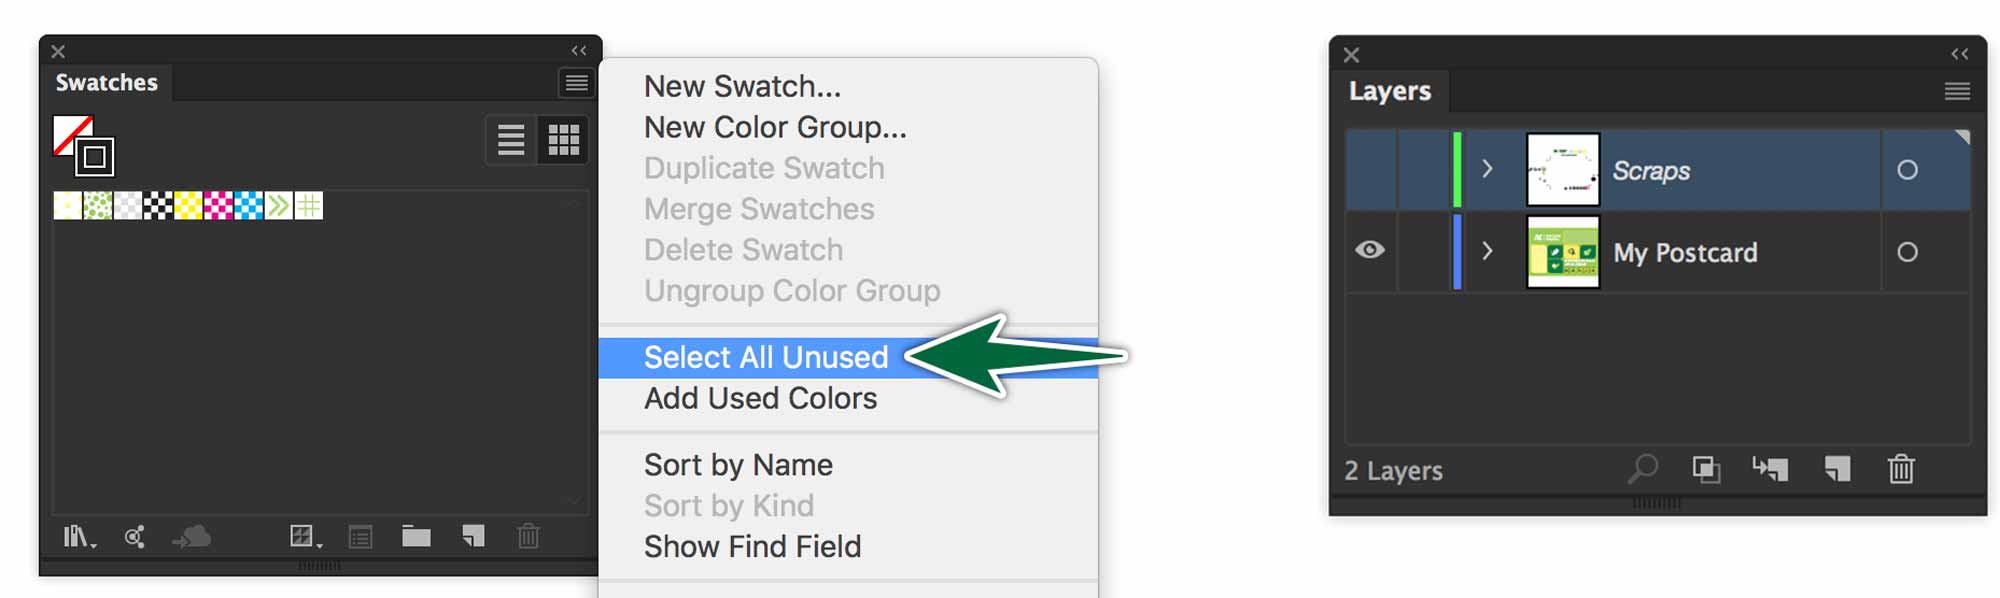 Swatches
New Swatch...
New Color Group...
Duplicate Swatch
Merge Swatches
Delete Swatch
Ungroup Color Group
Select All Unused
Add Used Colors
Sort by Name
Sort by Kind
Show Find Field
Layers
Scraps
My Postcard
2 Layers